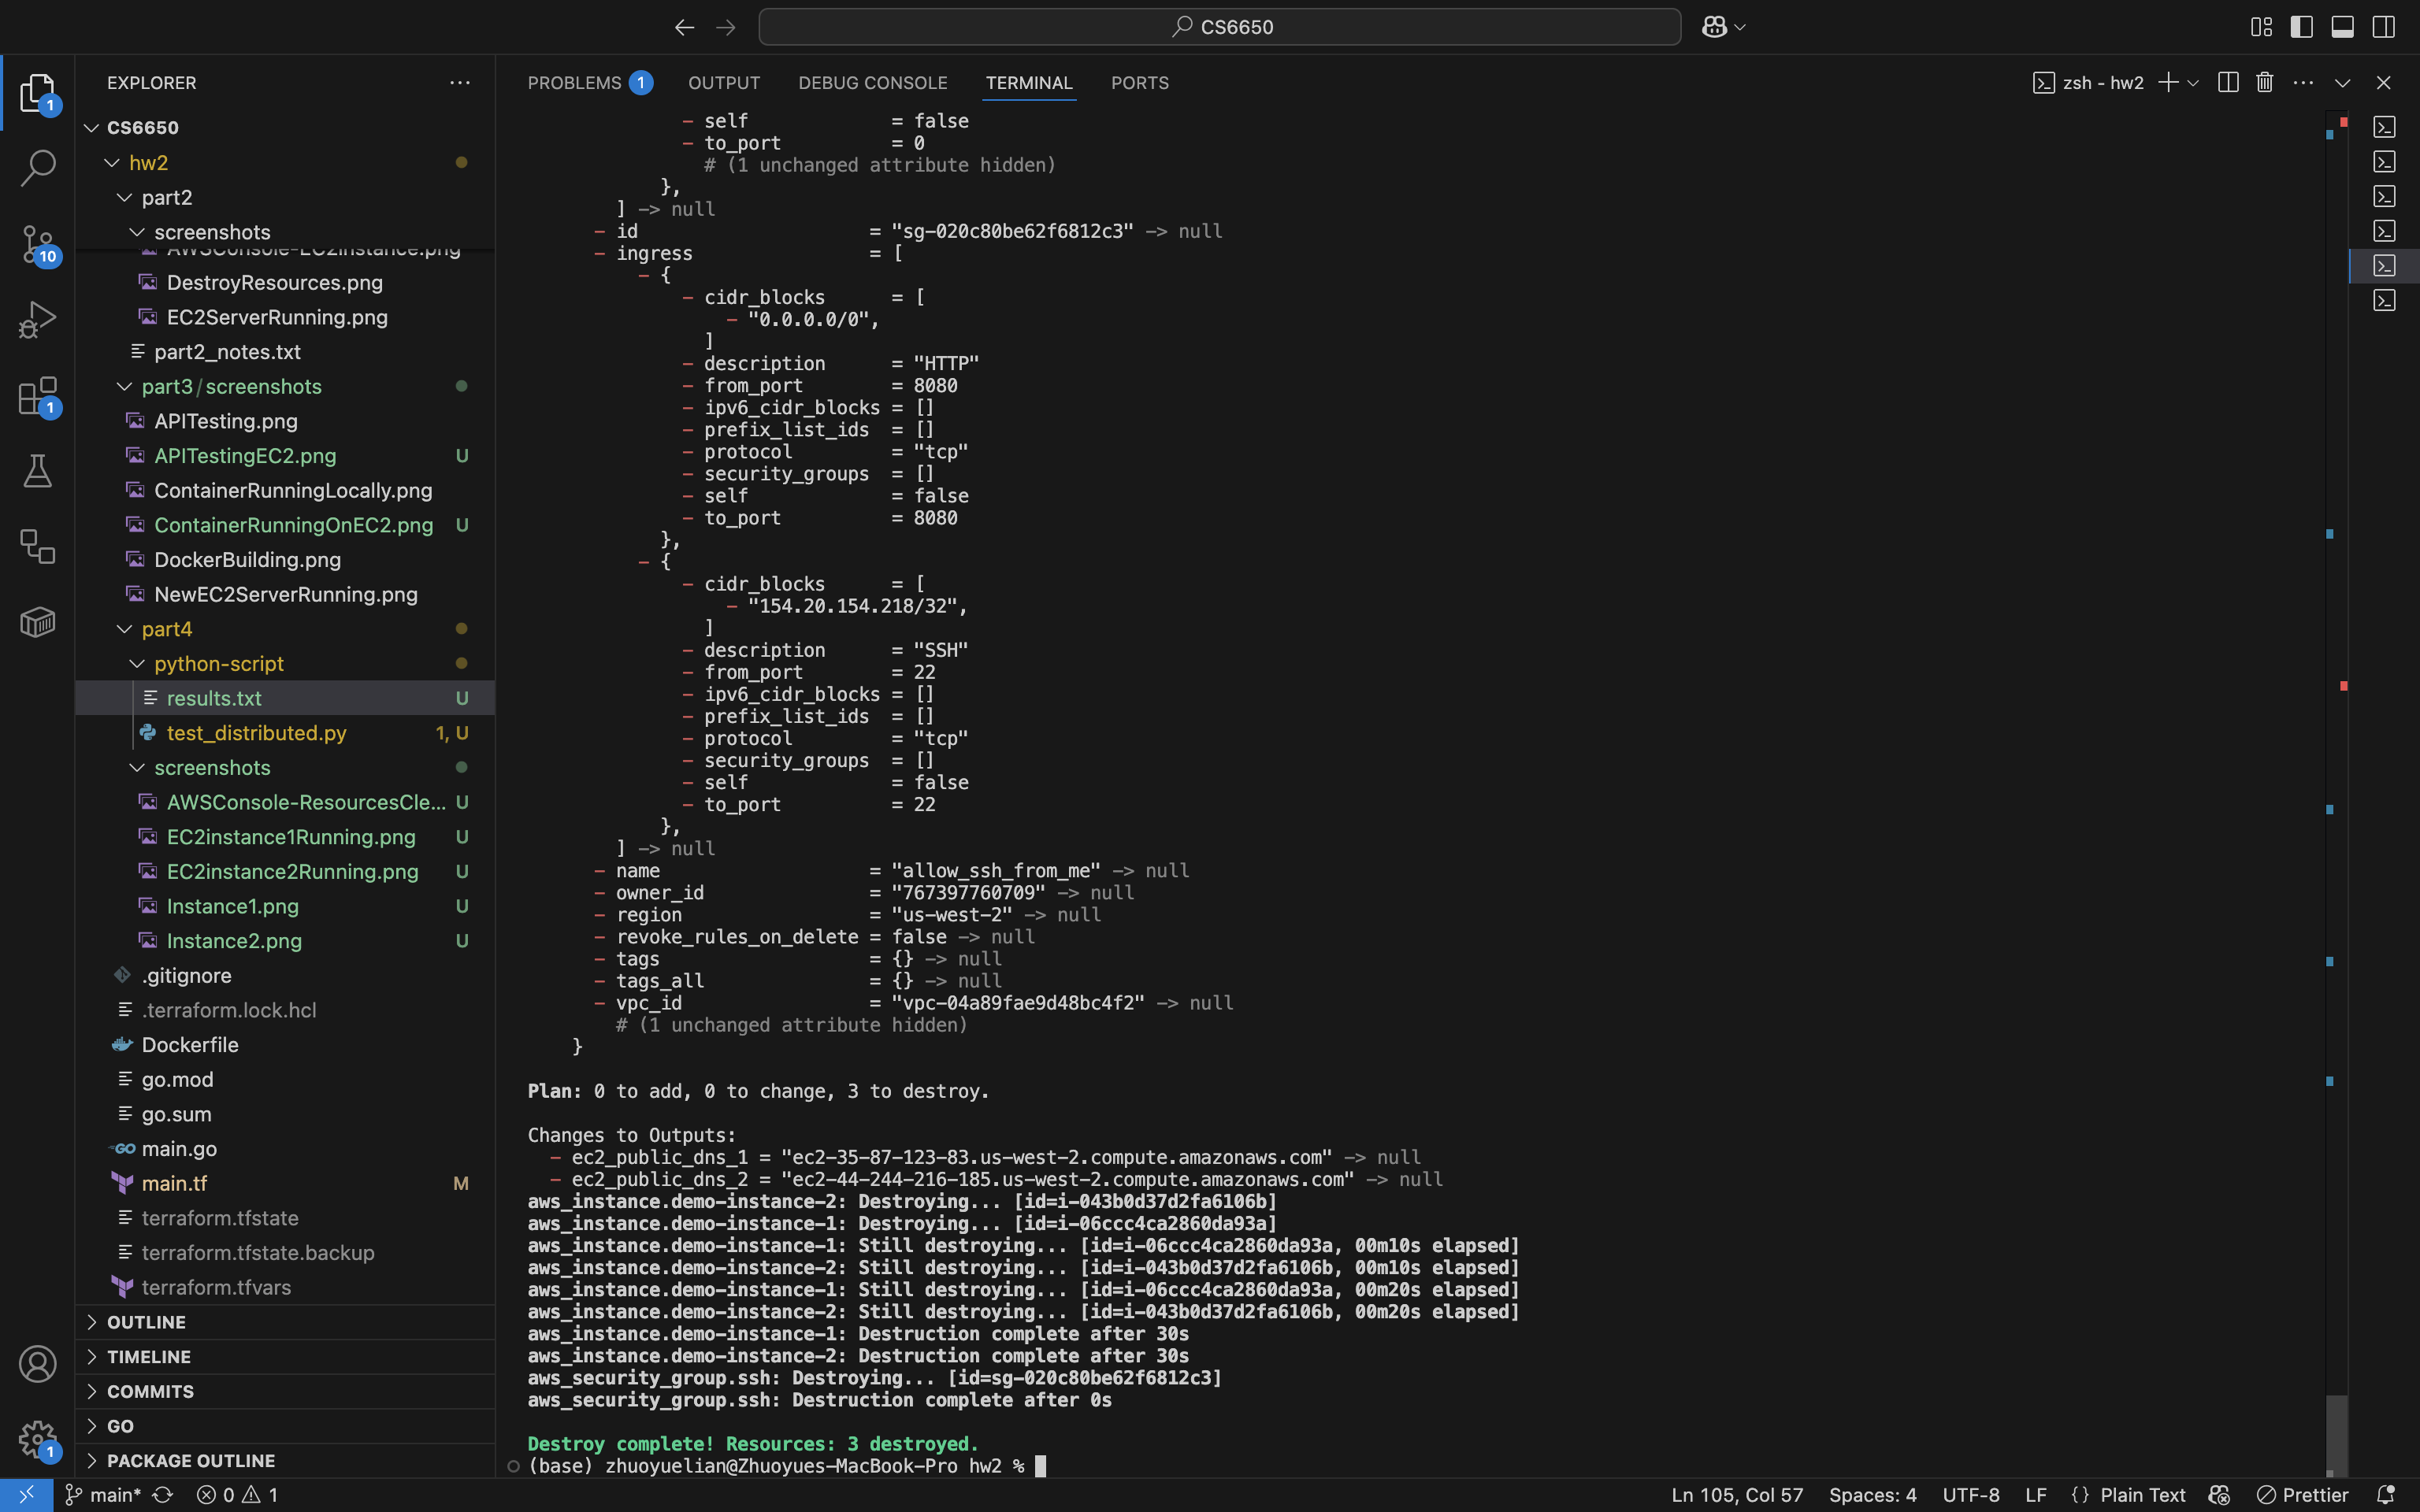 CS6650
EXPLORER
CS6650
hw2
part2
screenshots
AWSConsole-EC2Instance.png
DestroyResources.png
EC2ServerRunning.png
part2_notes.txt
part3/screenshots
APITesting.png
APITestingEC2.png U
ContainerRunningLocally.png
ContainerRunningOnEC2.png U
DockerBuilding.png
NewEC2ServerRunning.png
part4
python-script
results.txt U
test_distributed.py 1, U
screenshots
AWSConsole-ResourcesCle... U
EC2instance1Running.png U
EC2instance2Running.png U
Instance1.png U
Instance2.png U
.gitignore
.terraform.lock.hcl
Dockerfile
go.mod
go.sum
main.go
main.tf M
terraform.tfstate
terraform.tfstate.backup
terraform.tfvars
OUTLINE
TIMELINE
COMMITS
GO
PACKAGE OUTLINE
1
10
1
1
PROBLEMS 1 OUTPUT DEBUG CONSOLE TERMINAL PORTS
zsh - hw2
- self = false
- to_port = 0
# (1 unchanged attribute hidden)
},
] -> null
- id = "sg-020c80be62f6812c3" -> null
- ingress = [
- {
- cidr_blocks = [
- "0.0.0.0/0",
]
- description = "HTTP"
- from_port = 8080
- ipv6_cidr_blocks = []
- prefix_list_ids = []
- protocol = "tcp"
- security_groups = []
- self = false
- to_port = 8080
},
- {
- cidr_blocks = [
- "154.20.154.218/32",
]
- description = "SSH"
- from_port = 22
- ipv6_cidr_blocks = []
- prefix_list_ids = []
- protocol = "tcp"
- security_groups = []
- self = false
- to_port = 22
},
] -> null
- name = "allow_ssh_from_me" -> null
- owner_id = "767397760709" -> null
- region = "us-west-2" -> null
- revoke_rules_on_delete = false -> null
- tags = {} -> null
- tags_all = {} -> null
- vpc_id = "vpc-04a89fae9d48bc4f2" -> null
# (1 unchanged attribute hidden)
}
Plan: 0 to add, 0 to change, 3 to destroy.
Changes to Outputs:
- ec2_public_dns_1 = "ec2-35-87-123-83.us-west-2.compute.amazonaws.com" -> null
- ec2_public_dns_2 = "ec2-44-244-216-185.us-west-2.compute.amazonaws.com" -> null
aws_instance.demo-instance-2: Destroying... [id=i-043b0d37d2fa6106b]
aws_instance.demo-instance-1: Destroying... [id=i-06ccc4ca2860da93a]
aws_instance.demo-instance-1: Still destroying... [id=i-06ccc4ca2860da93a, 00m10s elapsed]
aws_instance.demo-instance-2: Still destroying... [id=i-043b0d37d2fa6106b, 00m10s elapsed]
aws_instance.demo-instance-1: Still destroying... [id=i-06ccc4ca2860da93a, 00m20s elapsed]
aws_instance.demo-instance-2: Still destroying... [id=i-043b0d37d2fa6106b, 00m20s elapsed]
aws_instance.demo-instance-1: Destruction complete after 30s
aws_instance.demo-instance-2: Destruction complete after 30s
aws_security_group.ssh: Destroying... [id=sg-020c80be62f6812c3]
aws_security_group.ssh: Destruction complete after 0s
Destroy complete! Resources: 3 destroyed.
(base) zhuoyuelian@Zhuoyues-MacBook-Pro hw2 %
main* 0 1
Ln 105, Col 57 Spaces: 4 UTF-8 LF {} Plain Text Prettier